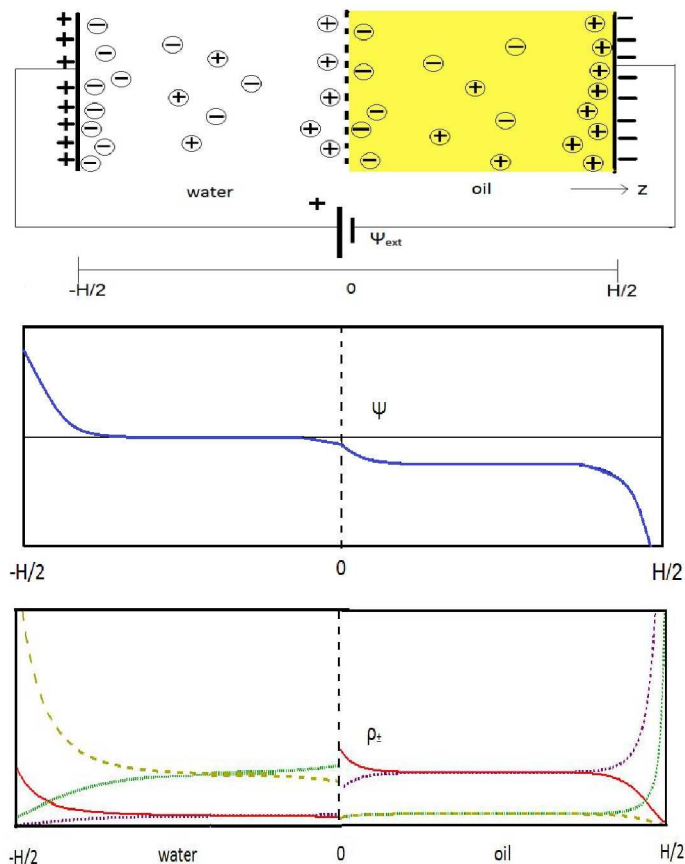 water
oil
z
Ψext
-H/2
0
H/2
Ψ
-H/2
0
H/2
ρ±
-H/2
water
0
oil
H/2